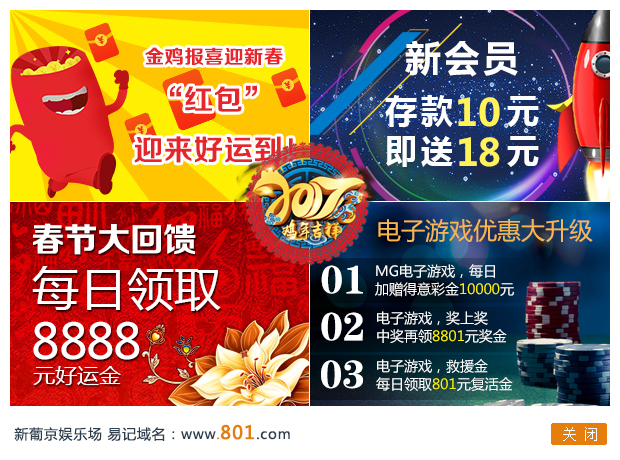 金鸡报喜迎新春
“红包”
迎来好运到!
新会员
存款10元
即送18元
2017
鸡年吉祥
春节大回馈
每日领取
8888
元好运金
电子游戏优惠大升级
01
MG电子游戏，每日
加赠得意彩金10000元
02
电子游戏，奖上奖
中奖再领8801元奖金
03
电子游戏，救援金
每日领取801元复活金
新葡京娱乐场 易记域名：www.801.com
关 闭